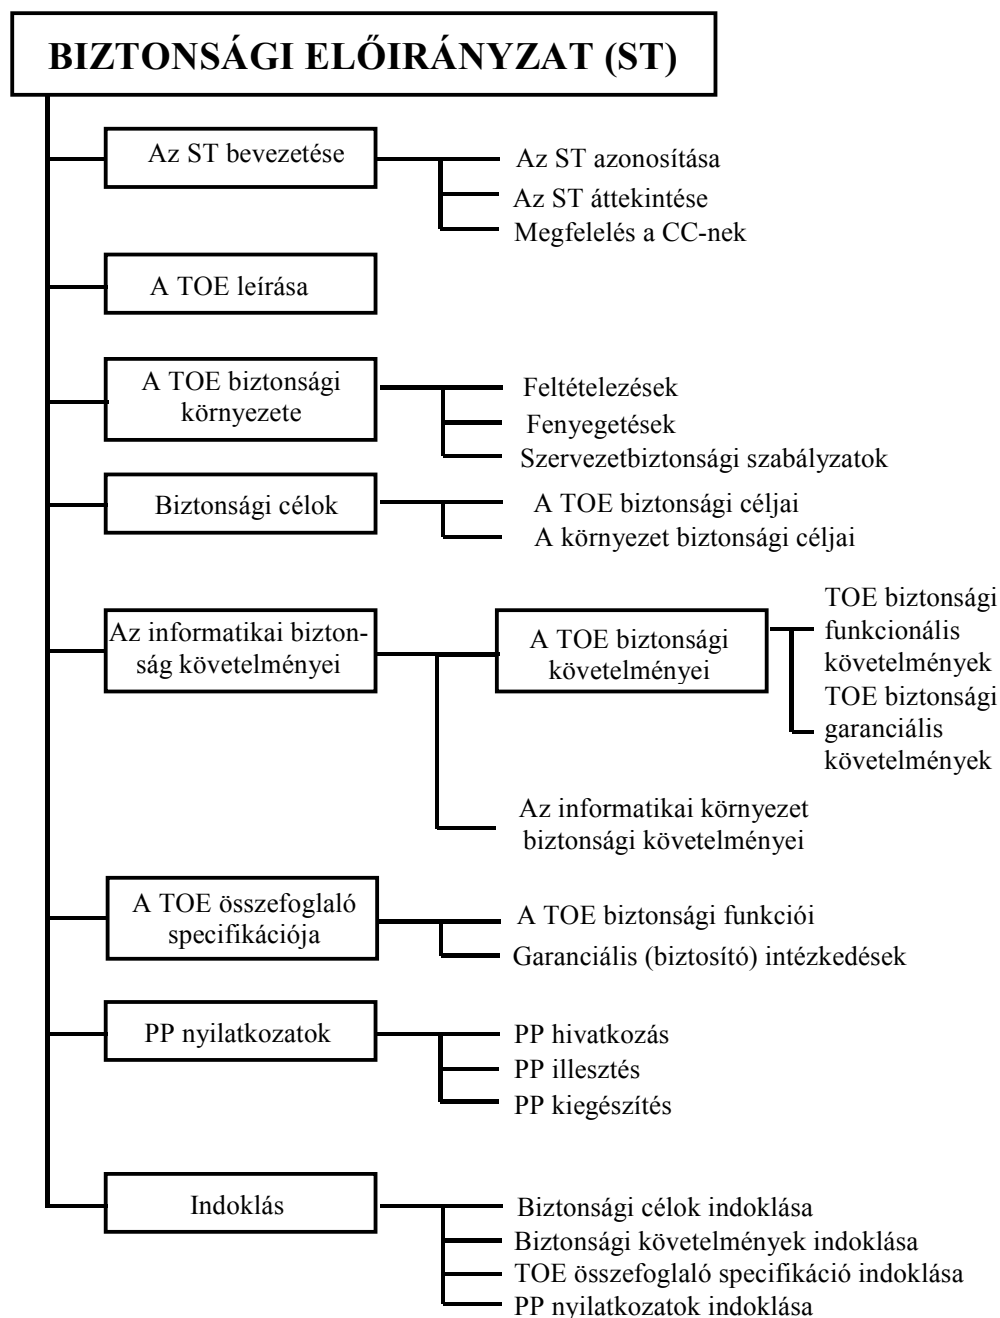 BIZTONSÁGI ELŐIRÁNYZAT (ST)
Az ST bevezetése
Az ST azonosítása
Az ST áttekintése
Megfelelés a CC-nek
A TOE leírása
A TOE biztonsági
környezete
Feltételezések
Fenyegetések
Szervezetbiztonsági szabályzatok
Biztonsági célok
A TOE biztonsági céljai
A környezet biztonsági céljai
Az informatikai bizton-
ság követelményei
A TOE biztonsági
követelményei
TOE biztonsági
funkcionális
követelmények
TOE biztonsági
garanciális
követelmények
Az informatikai környezet
biztonsági követelményei
A TOE összefoglaló
specifikációja
A TOE biztonsági funkciói
Garanciális (biztosító) intézkedések
PP nyilatkozatok
PP hivatkozás
PP illesztés
PP kiegészítés
Indoklás
Biztonsági célok indoklása
Biztonsági követelmények indoklása
TOE összefoglaló specifikáció indoklása
PP nyilatkozatok indoklása